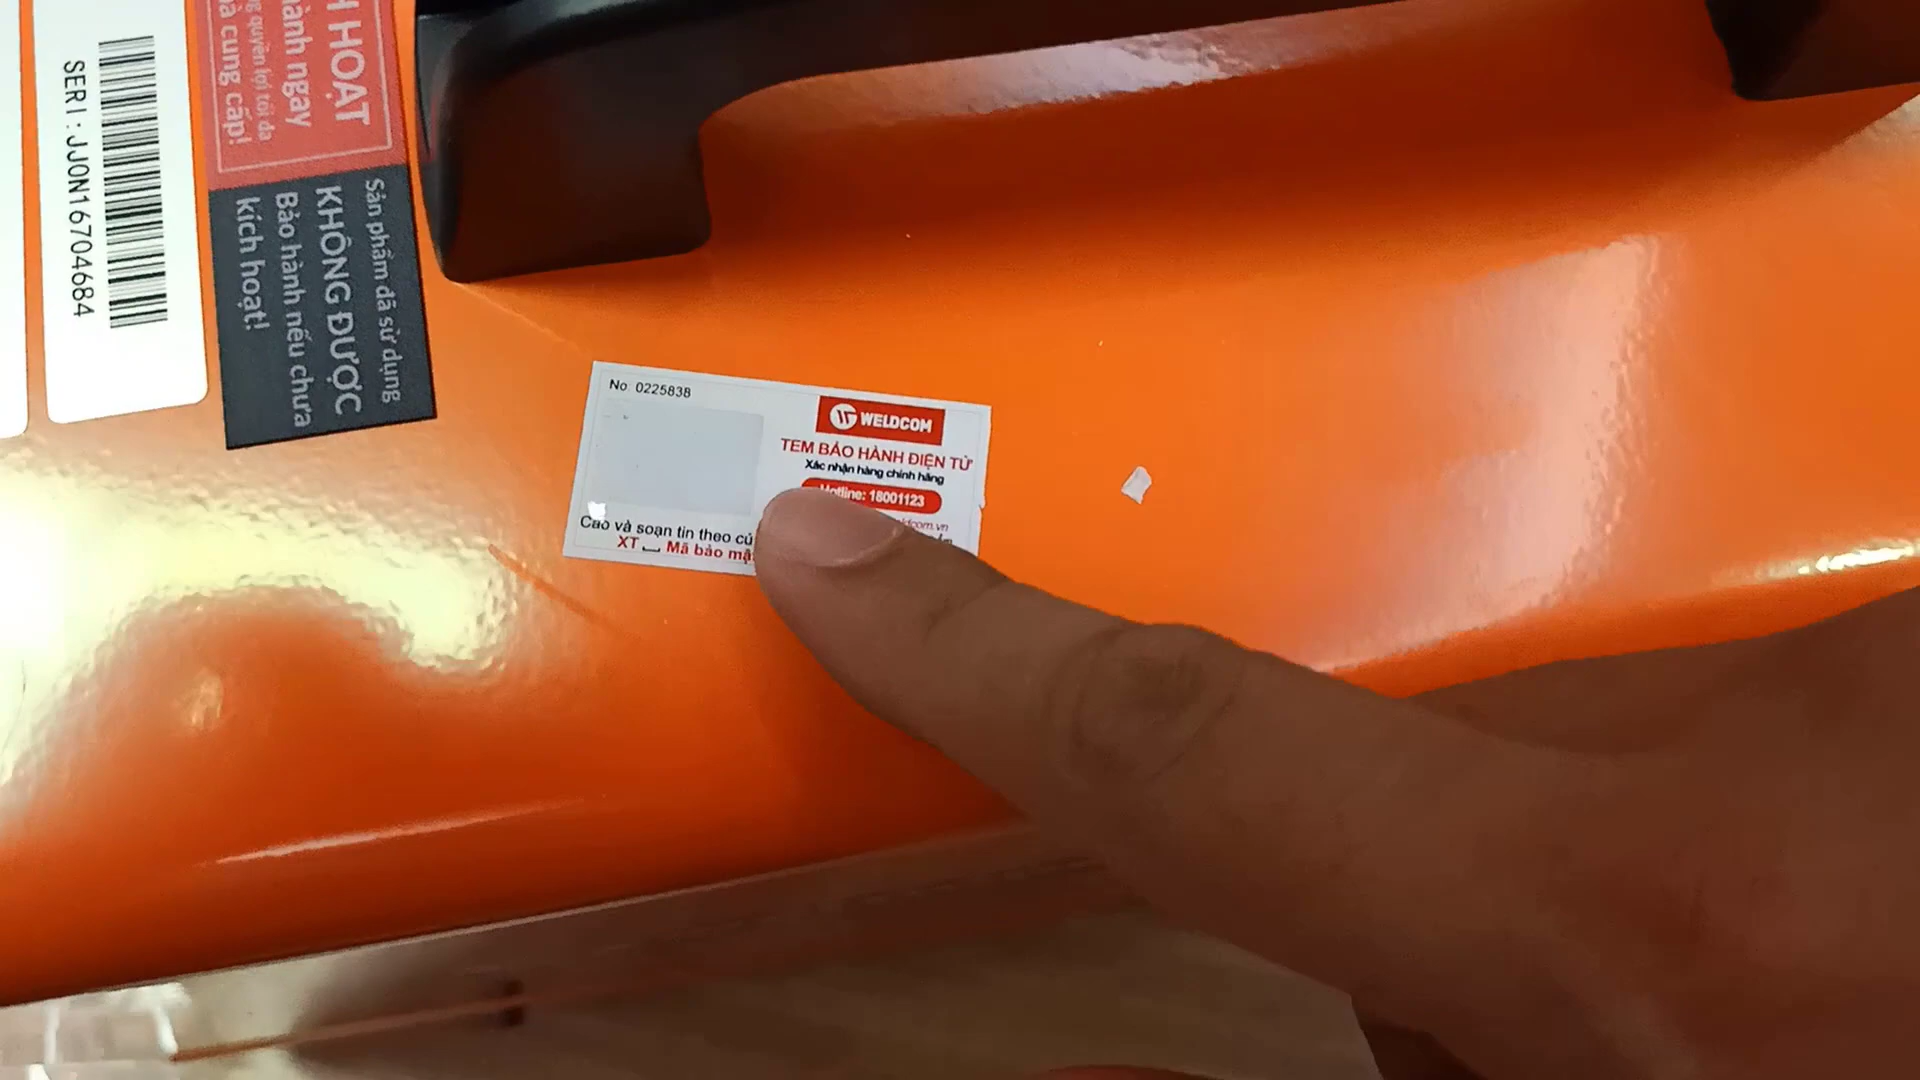 SERI:JJON16704684
HOẠT
hành ngay
quyền lợi tối đa
cung cấp!
Sản phẩm đã sử dụng
KHÔNG ĐƯỢC
Bảo hành nếu chưa
kích hoạt!
No 0225838
WELDCOM
TEM BẢO HÀNH ĐIỆN TỬ
Xác nhận hàng chính hãng
Hotline: 18001123
Cào và soạn tin theo cú
XT Mã bảo mậ